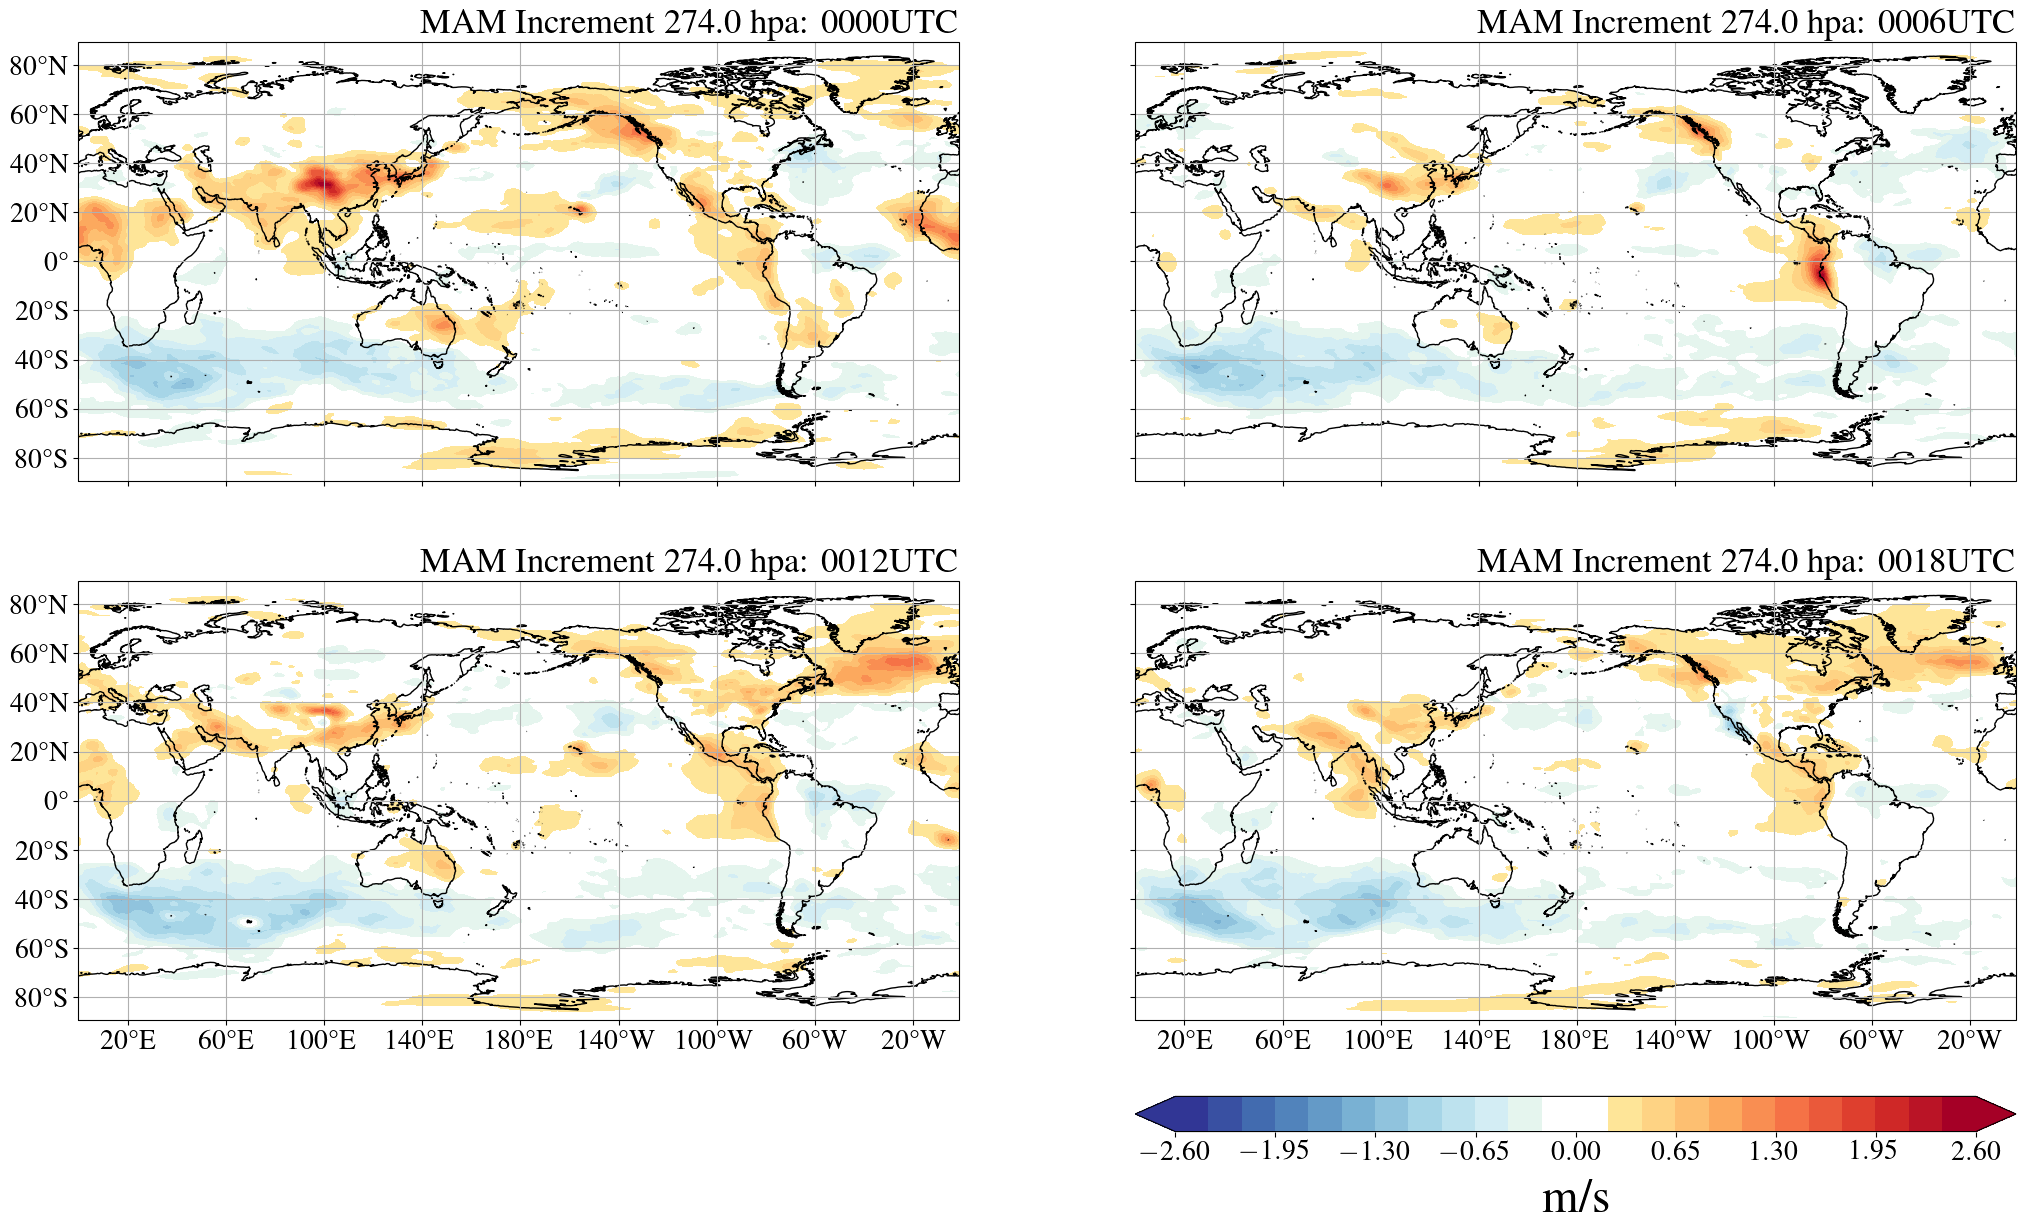 MAM Increment 274.0 hpa: 0000UTC
MAM Increment 274.0 hpa: 0006UTC
80°N
60°N
40°N
20°N
0°
20°S
40°S
60°S
80°S
MAM Increment 274.0 hpa: 0012UTC
MAM Increment 274.0 hpa: 0018UTC
80°N
60°N
40°N
20°N
0°
20°S
40°S
60°S
80°S
20°E 60°E 100°E 140°E 180°E 140°W 100°W 60°W 20°W
20°E 60°E 100°E 140°E 180°E 140°W 100°W 60°W 20°W
−2.60 −1.95 −1.30 −0.65 0.00 0.65 1.30 1.95 2.60
m/s